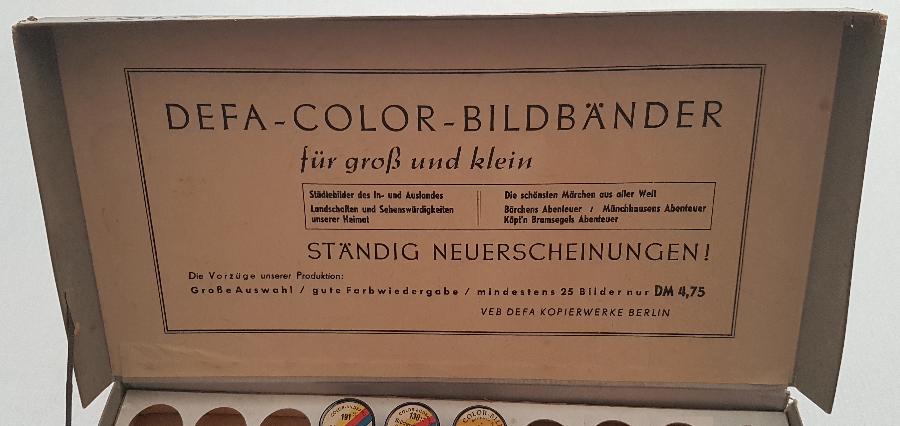 DEFA-COLOR-BILDBÄNDER
für groß und klein
Städtebilder des In- und Auslandes
Landschaften und Sehenswürdigkeiten
unserer Heimat
Die schönsten Märchen aus aller Welt
Bärchens Abenteuer / Münchhausens Abenteuer
Käpt'n Bramsegels Abenteuer
STÄNDIG NEUERSCHEINUNGEN!
Die Vorzüge unserer Produktion:
Große Auswahl / gute Farbwiedergabe / mindestens 25 Bilder nur DM 4,75
VEB DEFA KOPIERWERKE BERLIN